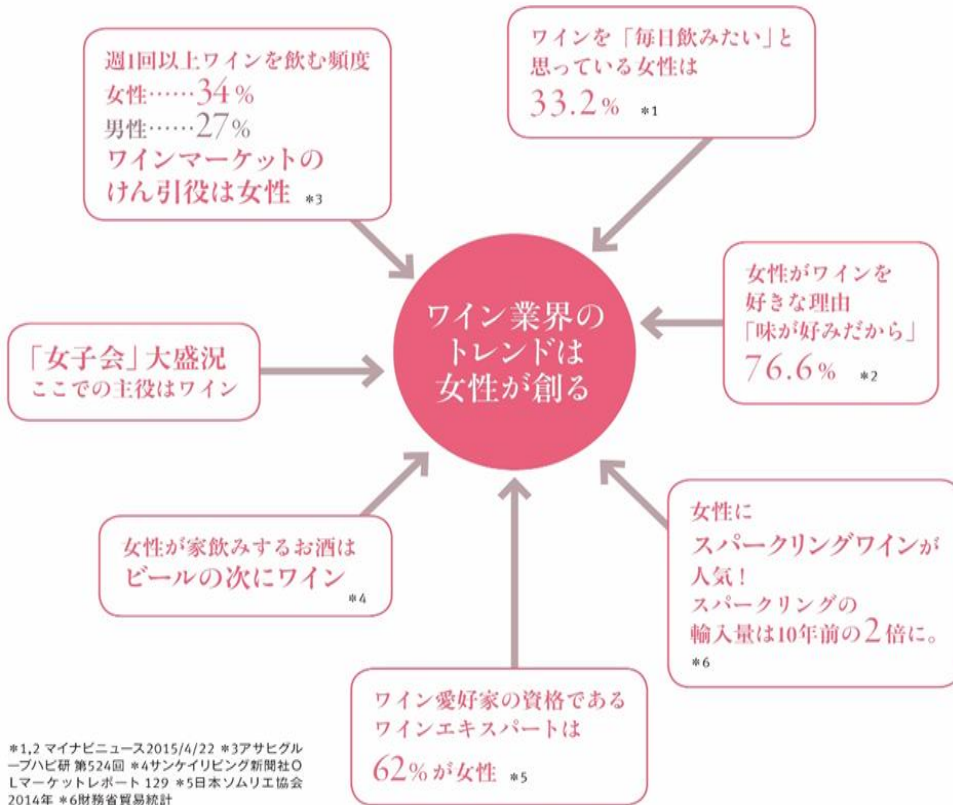 週1回以上ワインを飲む頻度
女性……34%
男性……27%
ワインマーケットの
けん引役は女性 *3
ワインを「毎日飲みたい」と
思っている女性は
33.2% *1
女性がワインを
好きな理由
「味が好みだから」
76.6% *2
ワイン業界の
トレンドは
女性が創る
「女子会」大盛況
ここでの主役はワイン
女性が家飲みするお酒は
ビールの次にワイン
*4
女性に
スパークリングワインが
人気!
スパークリングの
輸入量は10年前の2倍に。
*6
ワイン愛好家の資格である
ワインエキスパートは
62%が女性 *5
*1,2 マイナビニュース2015/4/22 *3アサヒグル
ープハピ研 第524回 *4サンケイリビング新聞社O
Lマーケットレポート 129 *5日本ソムリエ協会
2014年 *6財務省貿易統計